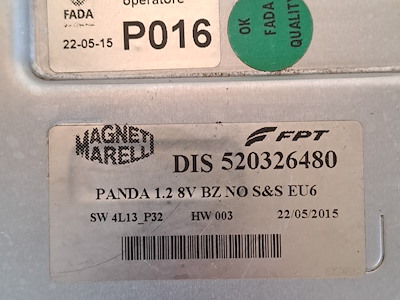 operatore
FADA
22-05-15 P016
OK
FADA
QUALITY
MAGNETI
MARELLI
FPT
DIS 520326480
PANDA 1.2 8V BZ NO S&S EU6
SW 4L13_P32 HW 003 22/05/2015